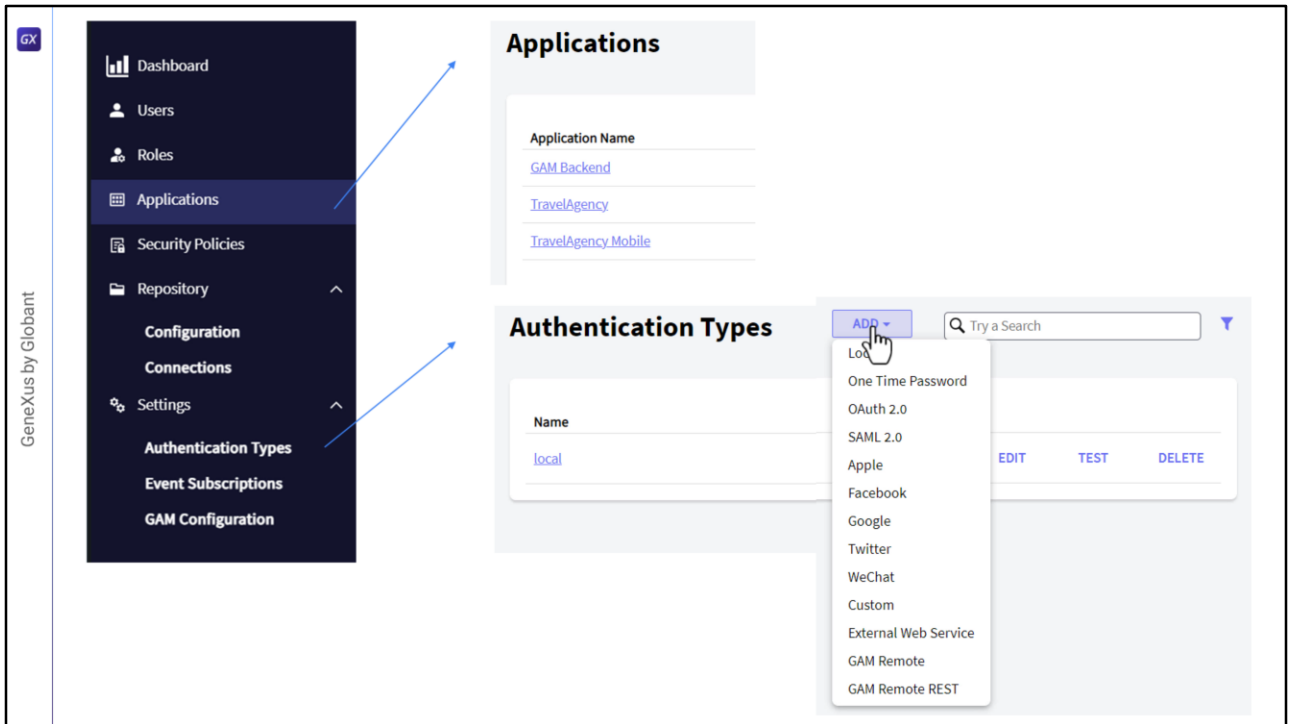 GX
GeneXus by Globant
Dashboard
Users
Roles
Applications
Security Policies
Repository
Configuration
Connections
Settings
Authentication Types
Event Subscriptions
GAM Configuration
Applications
Application Name
GAM Backend
TravelAgency
TravelAgency Mobile
Authentication Types
ADD
Try a Search
Name
local
EDIT TEST DELETE
One Time Password
OAuth 2.0
SAML 2.0
Apple
Facebook
Google
Twitter
WeChat
Custom
External Web Service
GAM Remote
GAM Remote REST